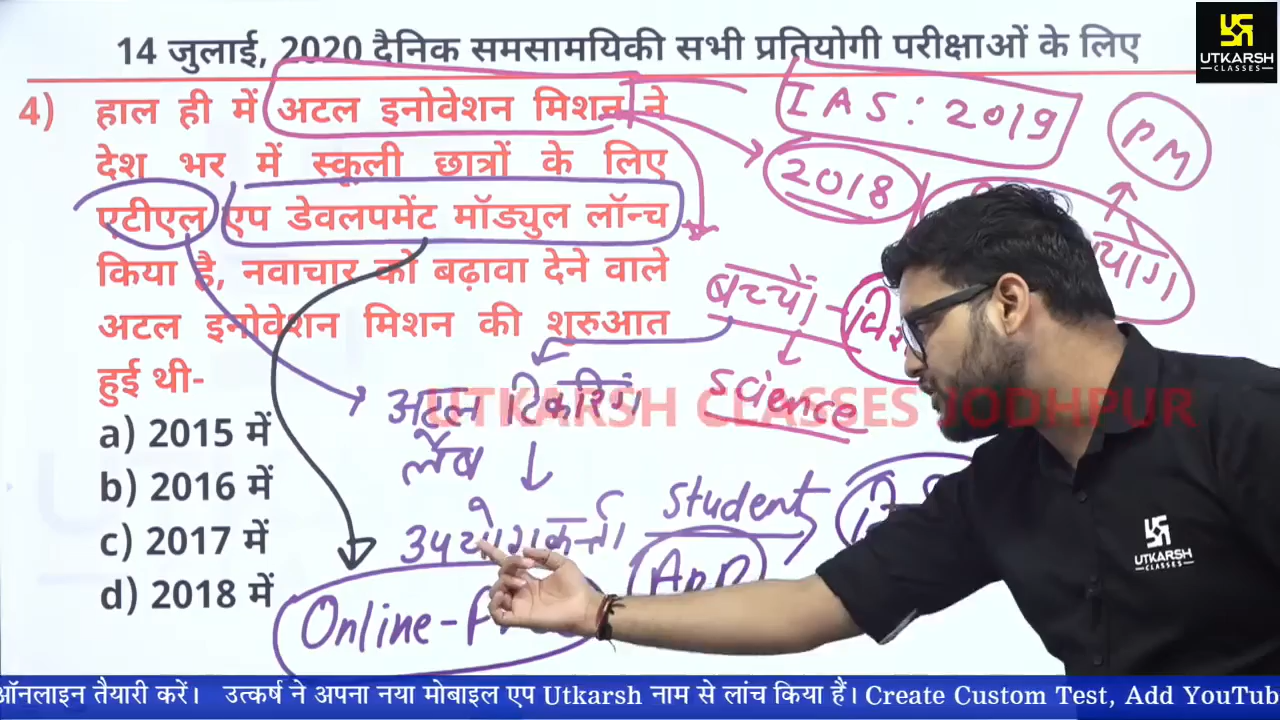 14 जुलाई, 2020 दैनिक समसामयिकी सभी प्रतियोगी परीक्षाओं के लिए
UTKARSH
CLASSES
4) हाल ही में अटल इनोवेशन मिशन ने
देश भर में स्कूली छात्रों के लिए
एटीएल एप डेवलपमेंट मॉड्युल लॉन्च
किया है, नवाचार को बढ़ावा देने वाले
अटल इनोवेशन मिशन की शुरुआत
हुई थी-
a) 2015 में
b) 2016 में
c) 2017 में
d) 2018 में
IAS : 2019
PM
2018
बच्चों
Science
अटल टिंकरिंग
लैब
Student
App
Online -
UTKARSH CLASSES JODHPUR
UTKARSH
CLASSES
ऑनलाइन तैयारी करें। उत्कर्ष ने अपना नया मोबाइल एप Utkarsh नाम से लांच किया हैं। Create Custom Test, Add YouTub